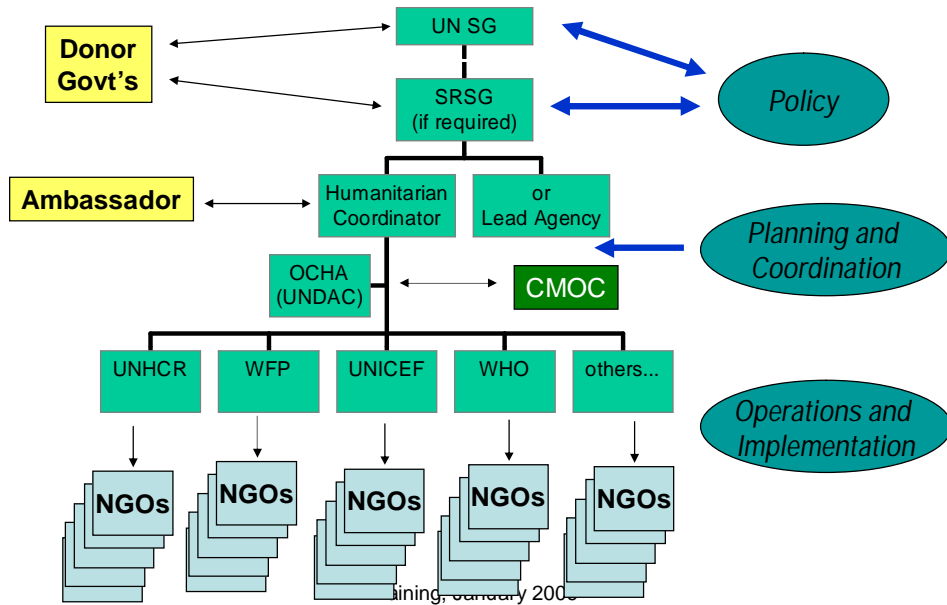 UN SG
Donor
Govt's
SRSG
(if required)
Policy
Ambassador
Humanitarian
Coordinator
or
Lead Agency
Planning and
Coordination
OCHA
(UNDAC)
CMOC
UNHCR
WFP
UNICEF
WHO
others...
Operations and
Implementation
NGOs
NGOs
NGOs
NGOs
NGOs
January